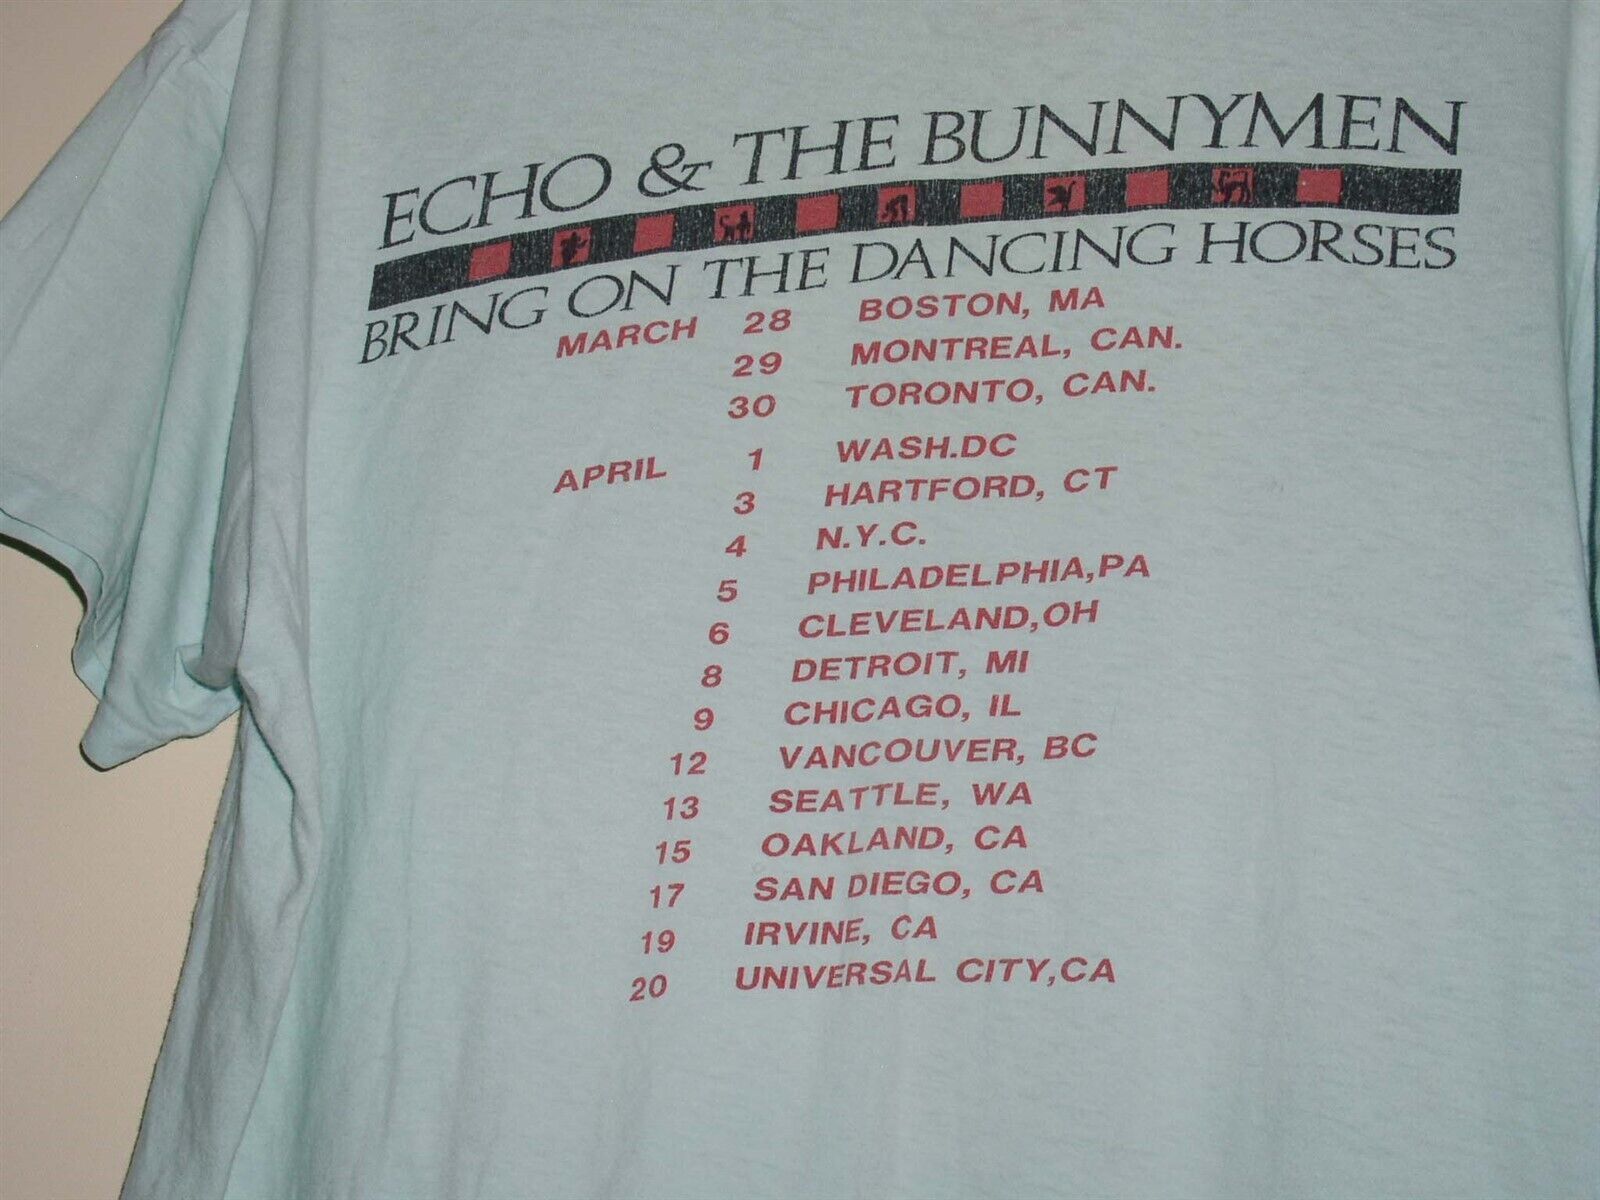 ECHO & THE BUNNYMEN
BRING ON THE DANCING HORSES
MARCH 28 BOSTON, MA
29 MONTREAL, CAN.
30 TORONTO, CAN.
APRIL 1 WASH.DC
3 HARTFORD, CT
4 N.Y.C.
5 PHILADELPHIA,PA
6 CLEVELAND,OH
8 DETROIT, MI
9 CHICAGO, IL
12 VANCOUVER, BC
13 SEATTLE, WA
15 OAKLAND, CA
17 SAN DIEGO, CA
19 IRVINE, CA
20 UNIVERSAL CITY,CA